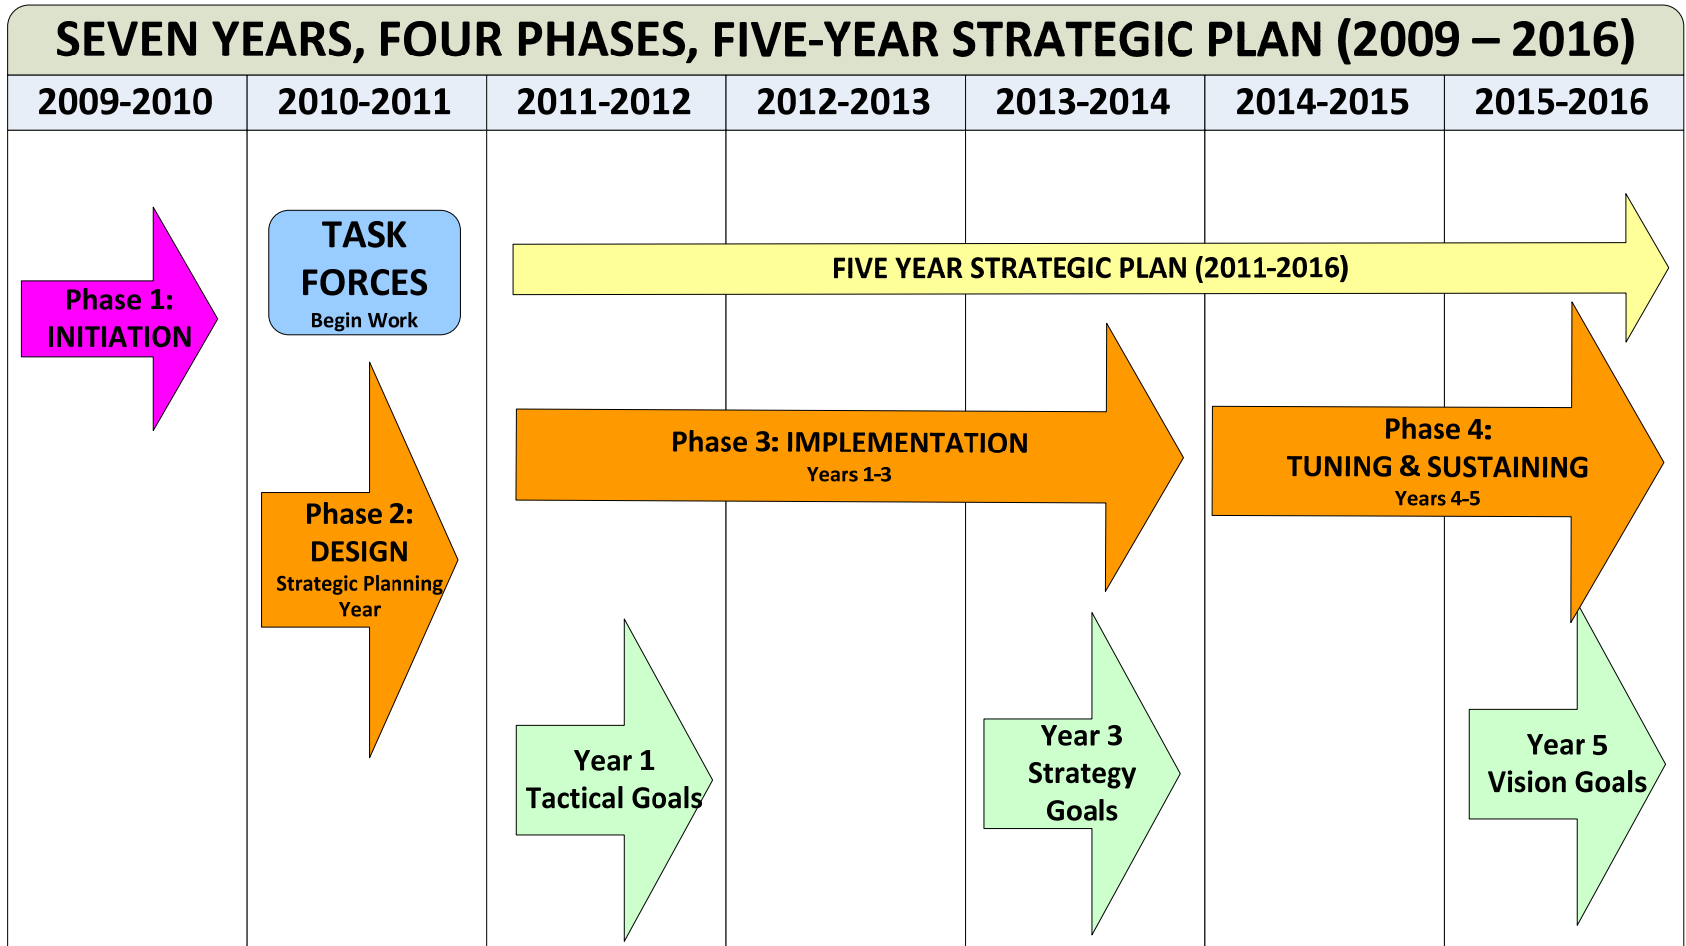 SEVEN YEARS, FOUR PHASES, FIVE-YEAR STRATEGIC PLAN (2009 – 2016)
2009-2010
2010-2011
2011-2012
2012-2013
2013-2014
2014-2015
2015-2016
Phase 1:
INITIATION
TASK
FORCES
Begin Work
FIVE YEAR STRATEGIC PLAN (2011-2016)
Phase 2:
DESIGN
Strategic Planning
Year
Phase 3: IMPLEMENTATION
Years 1-3
Phase 4:
TUNING & SUSTAINING
Years 4-5
Year 1
Tactical Goals
Year 3
Strategy
Goals
Year 5
Vision Goals